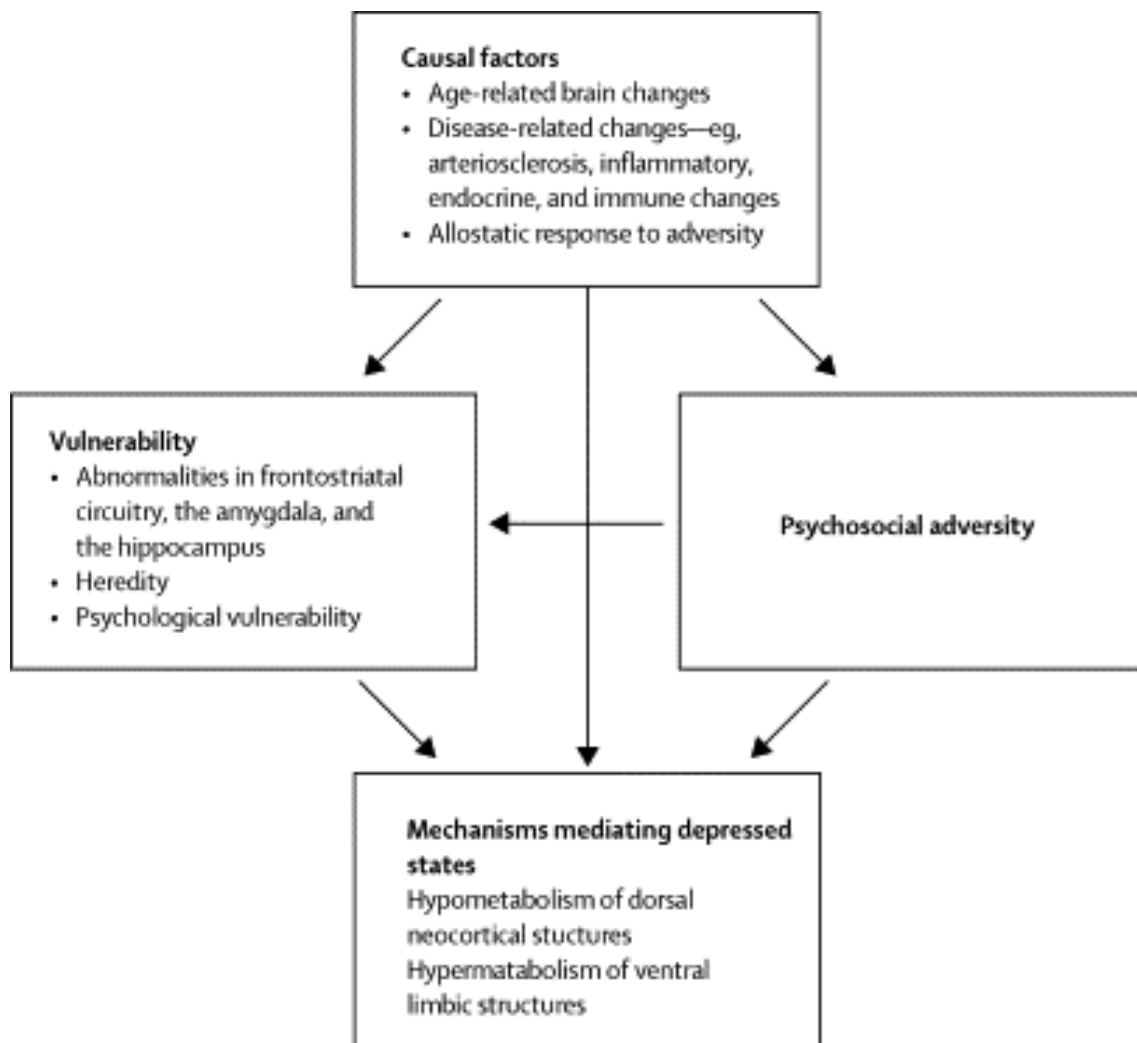 Causal factors
• Age-related brain changes
• Disease-related changes—eg,
arteriosclerosis, inflammatory,
endocrine, and immune changes
• Allostatic response to adversity
Vulnerability
• Abnormalities in frontostriatal
circuitry, the amygdala, and
the hippocampus
• Heredity
• Psychological vulnerability
Psychosocial adversity
Mechanisms mediating depressed
states
Hypometabolism of dorsal
neocortical stuctures
Hypermatabolism of ventral
limbic structures